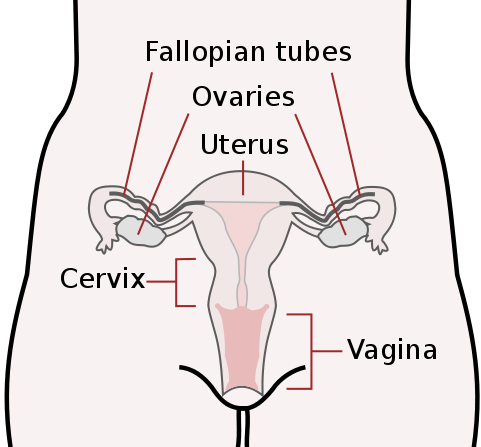 Fallopian tubes
Ovaries
Uterus
Cervix
Vagina